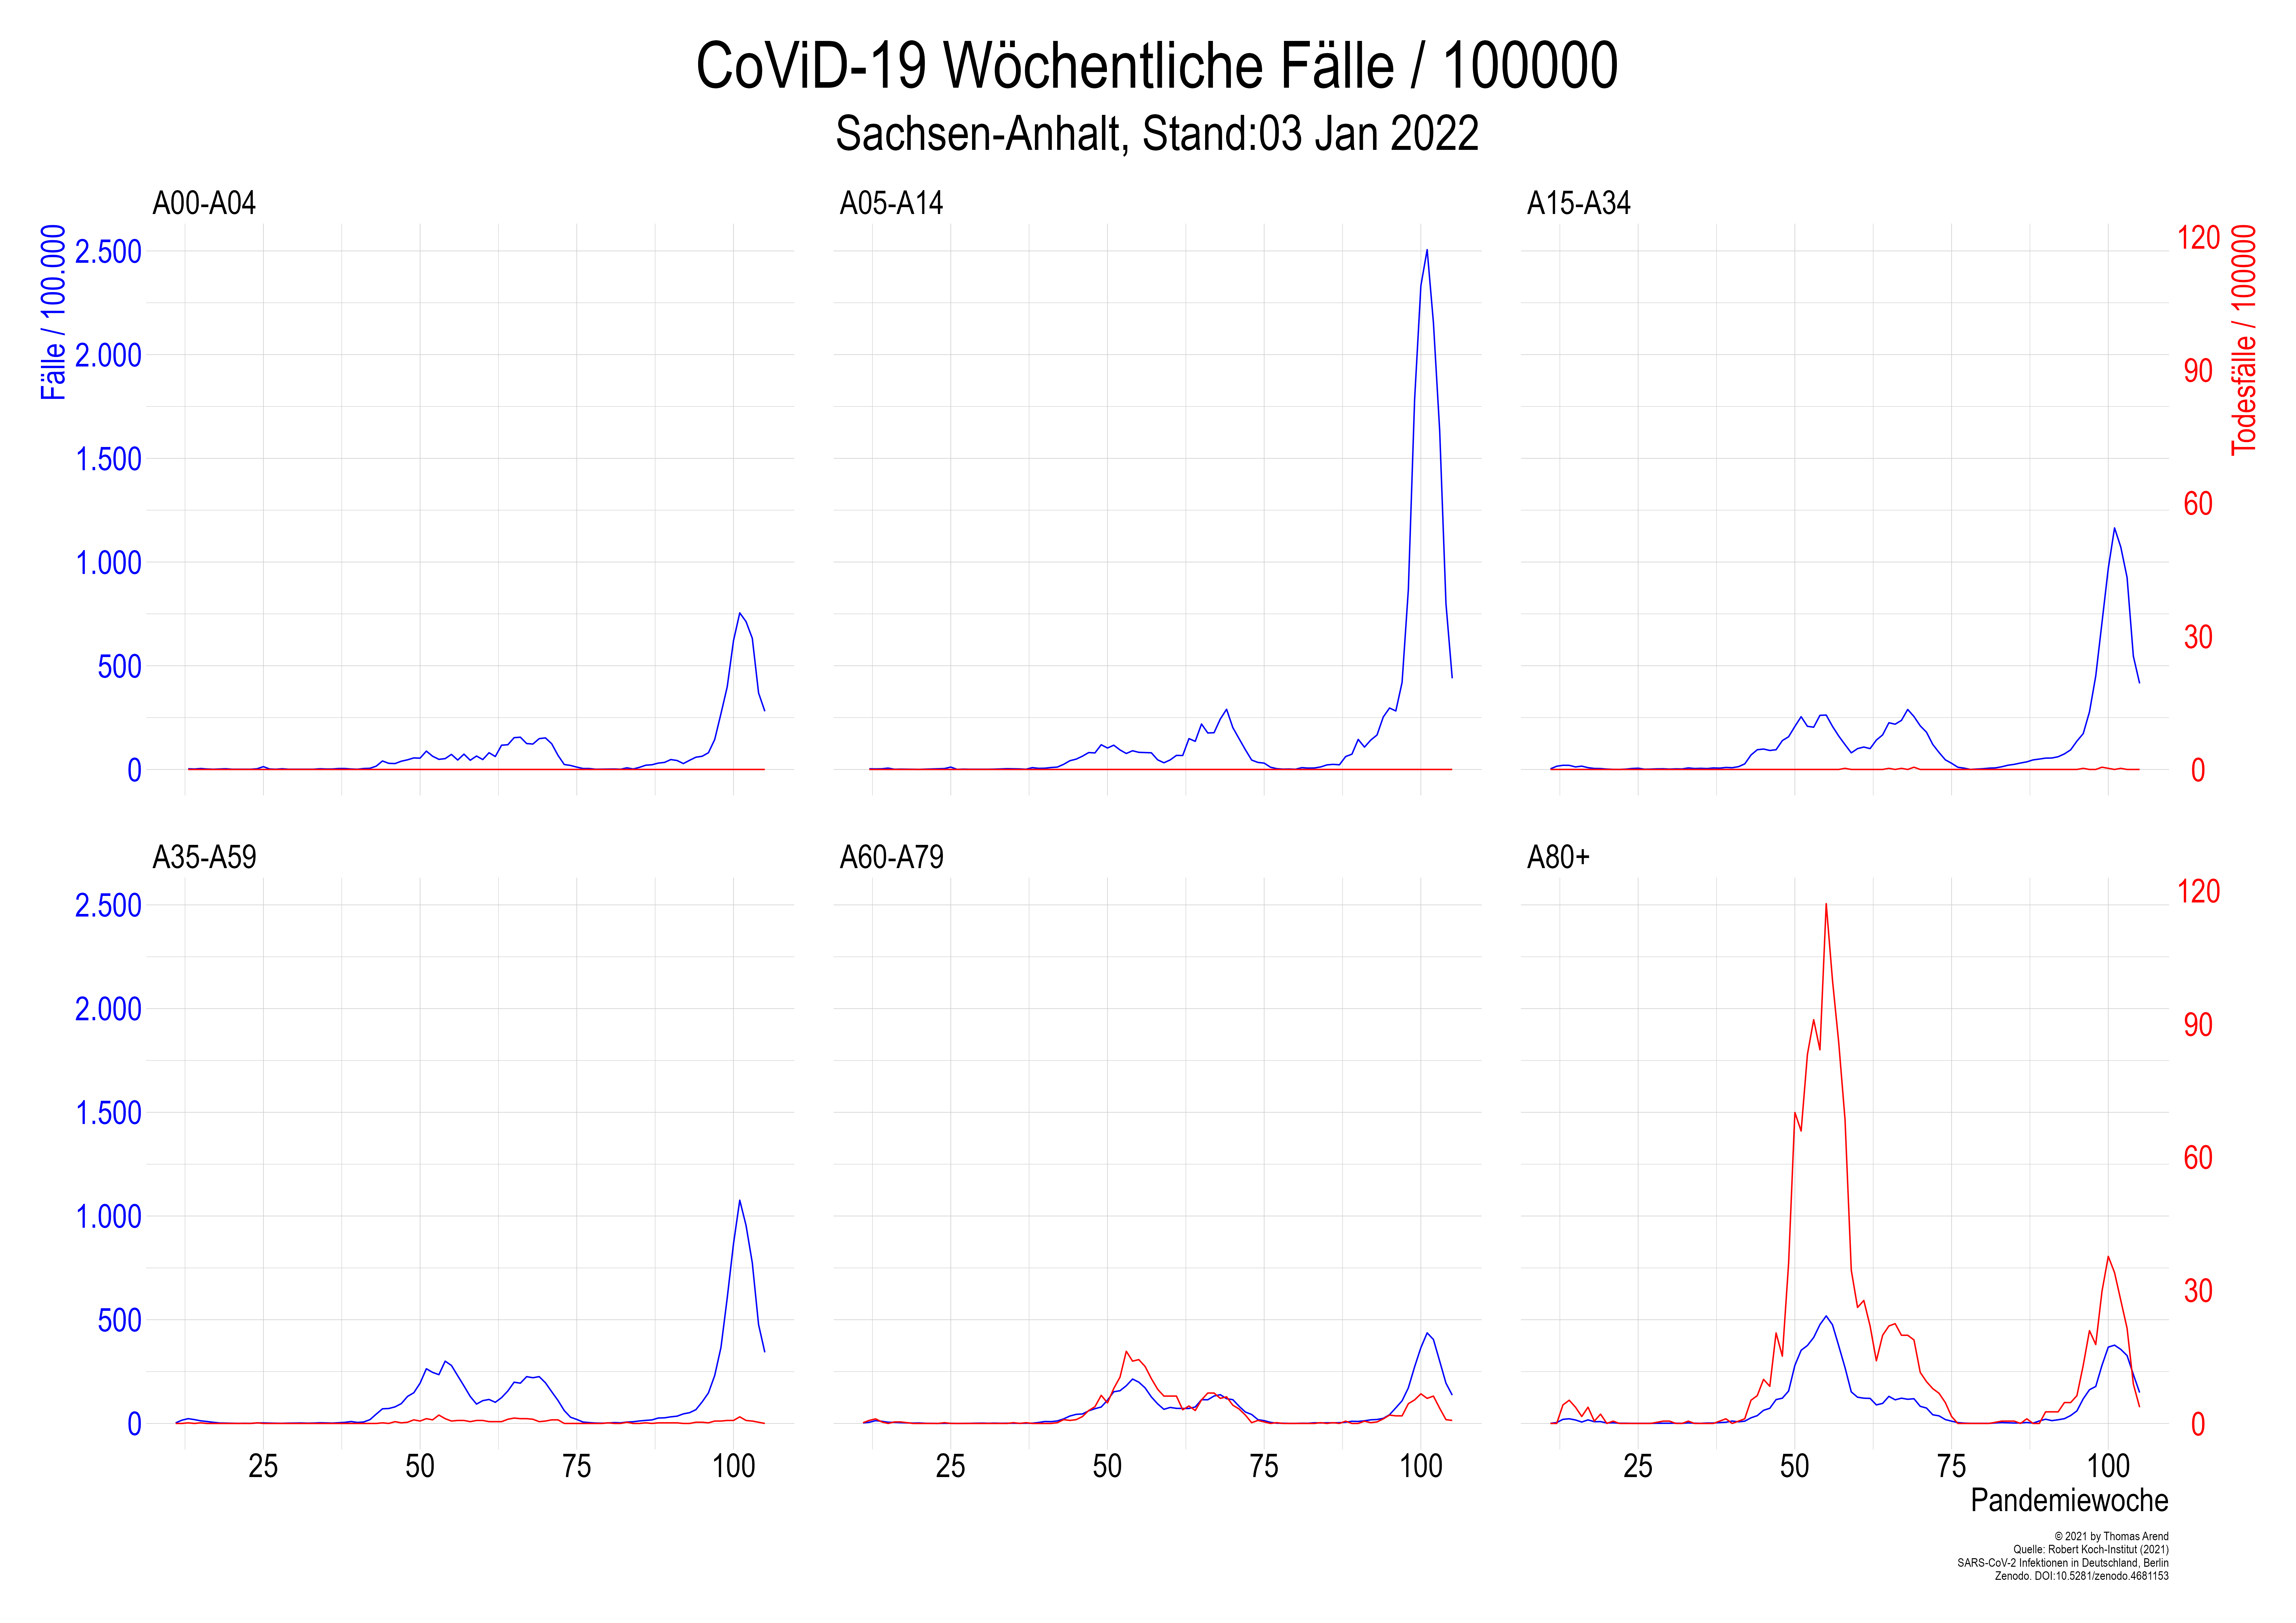 CoViD-19 Wöchentliche Fälle / 100000
Sachsen-Anhalt, Stand:03 Jan 2022
A00-A04
A05-A14
A15-A34
Fälle / 100.000
2.500
2.000
1.500
1.000
500
0
120
90
60
30
0
Todesfälle / 100000
A35-A59
A60-A79
A80+
2.500
2.000
1.500
1.000
500
0
120
90
60
30
0
25 50 75 100
25 50 75 100
25 50 75 100
Pandemiewoche
© 2021 by Thomas Arend
Quelle: Robert Koch-Institut (2021)
SARS-CoV-2 Infektionen in Deutschland, Berlin
Zenodo. DOI:10.5281/zenodo.4681153